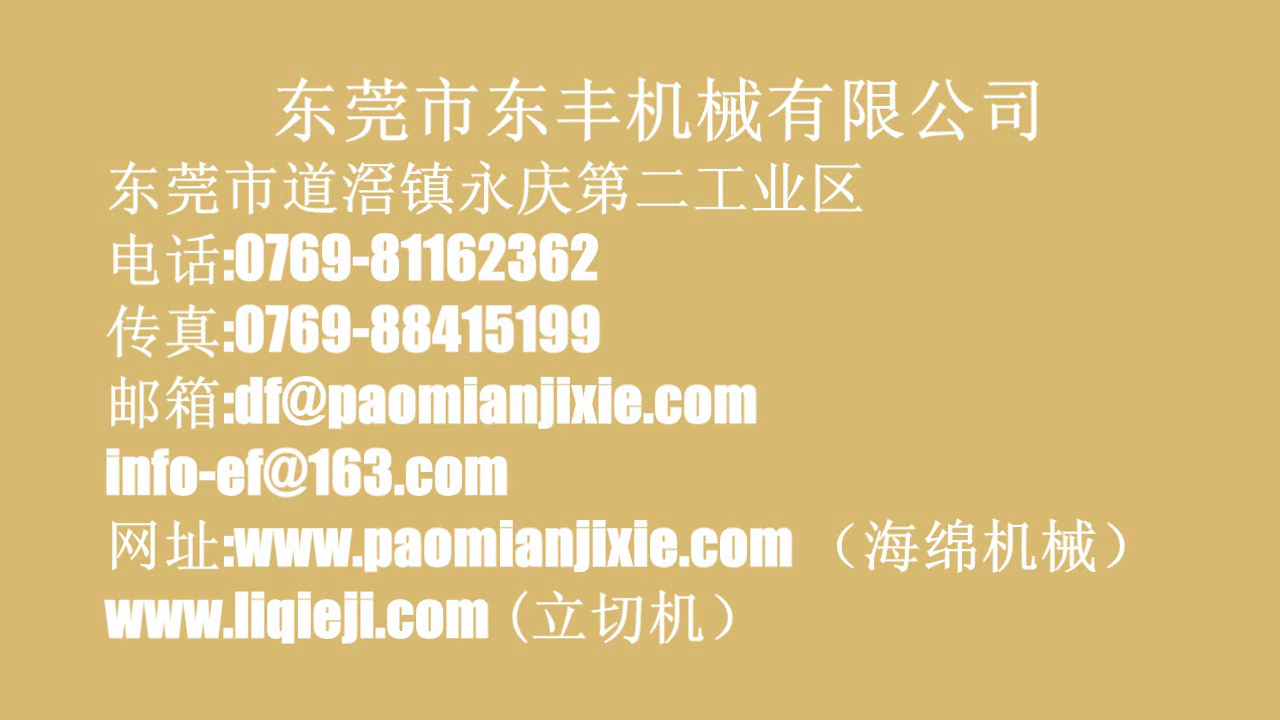 东莞市东丰机械有限公司
东莞市道滘镇永庆第二工业区
电话:0769-81162362
传真:0769-88415199
邮箱:df@paomianjixie.com
info-ef@163.com
网址:www.paomianjixie.com（海绵机械）
www.liqieji.com (立切机）